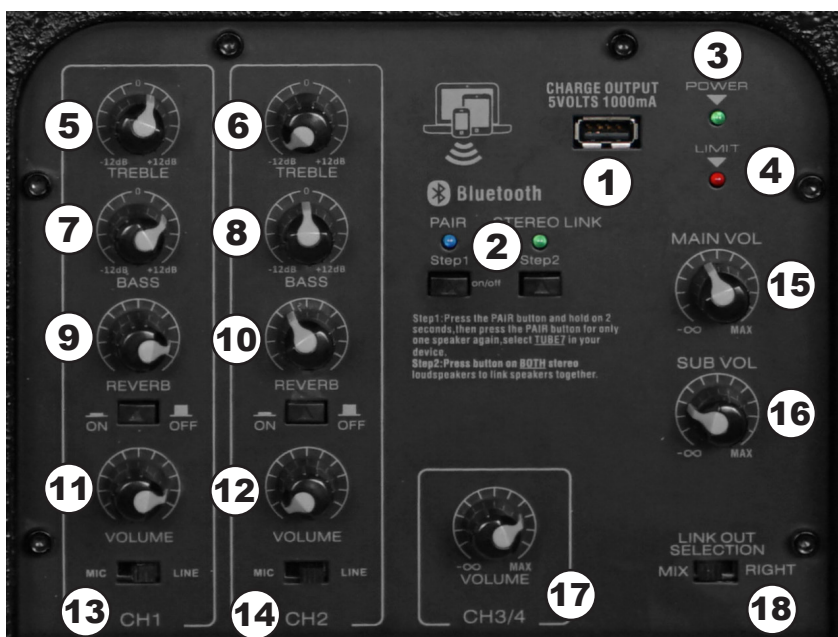 5
0
-12dB +12dB
TREBLE
7
0
-12dB +12dB
BASS
9
REVERB
ON OFF
11
VOLUME
MIC LINE
13
CH1
6
0
-12dB +12dB
TREBLE
8
0
-12dB +12dB
BASS
10
REVERB
ON OFF
12
VOLUME
MIC LINE
14
CH2
CHARGE OUTPUT
5VOLTS 1000mA
1
Bluetooth
PAIR STEREO LINK
2
Step1 on/off Step2
Step1:Press the PAIR button and hold on 2
seconds,then press the PAIR button for only
one speaker again,select TUBE7 in your
device.
Step2:Press button on BOTH stereo
loudspeakers to link speakers together.
3
POWER
LIMIT
4
MAIN VOL
15
-∞ MAX
SUB VOL
16
-∞ MAX
-∞ MAX
VOLUME
17
CH3/4
LINK OUT
SELECTION
MIX RIGHT
18